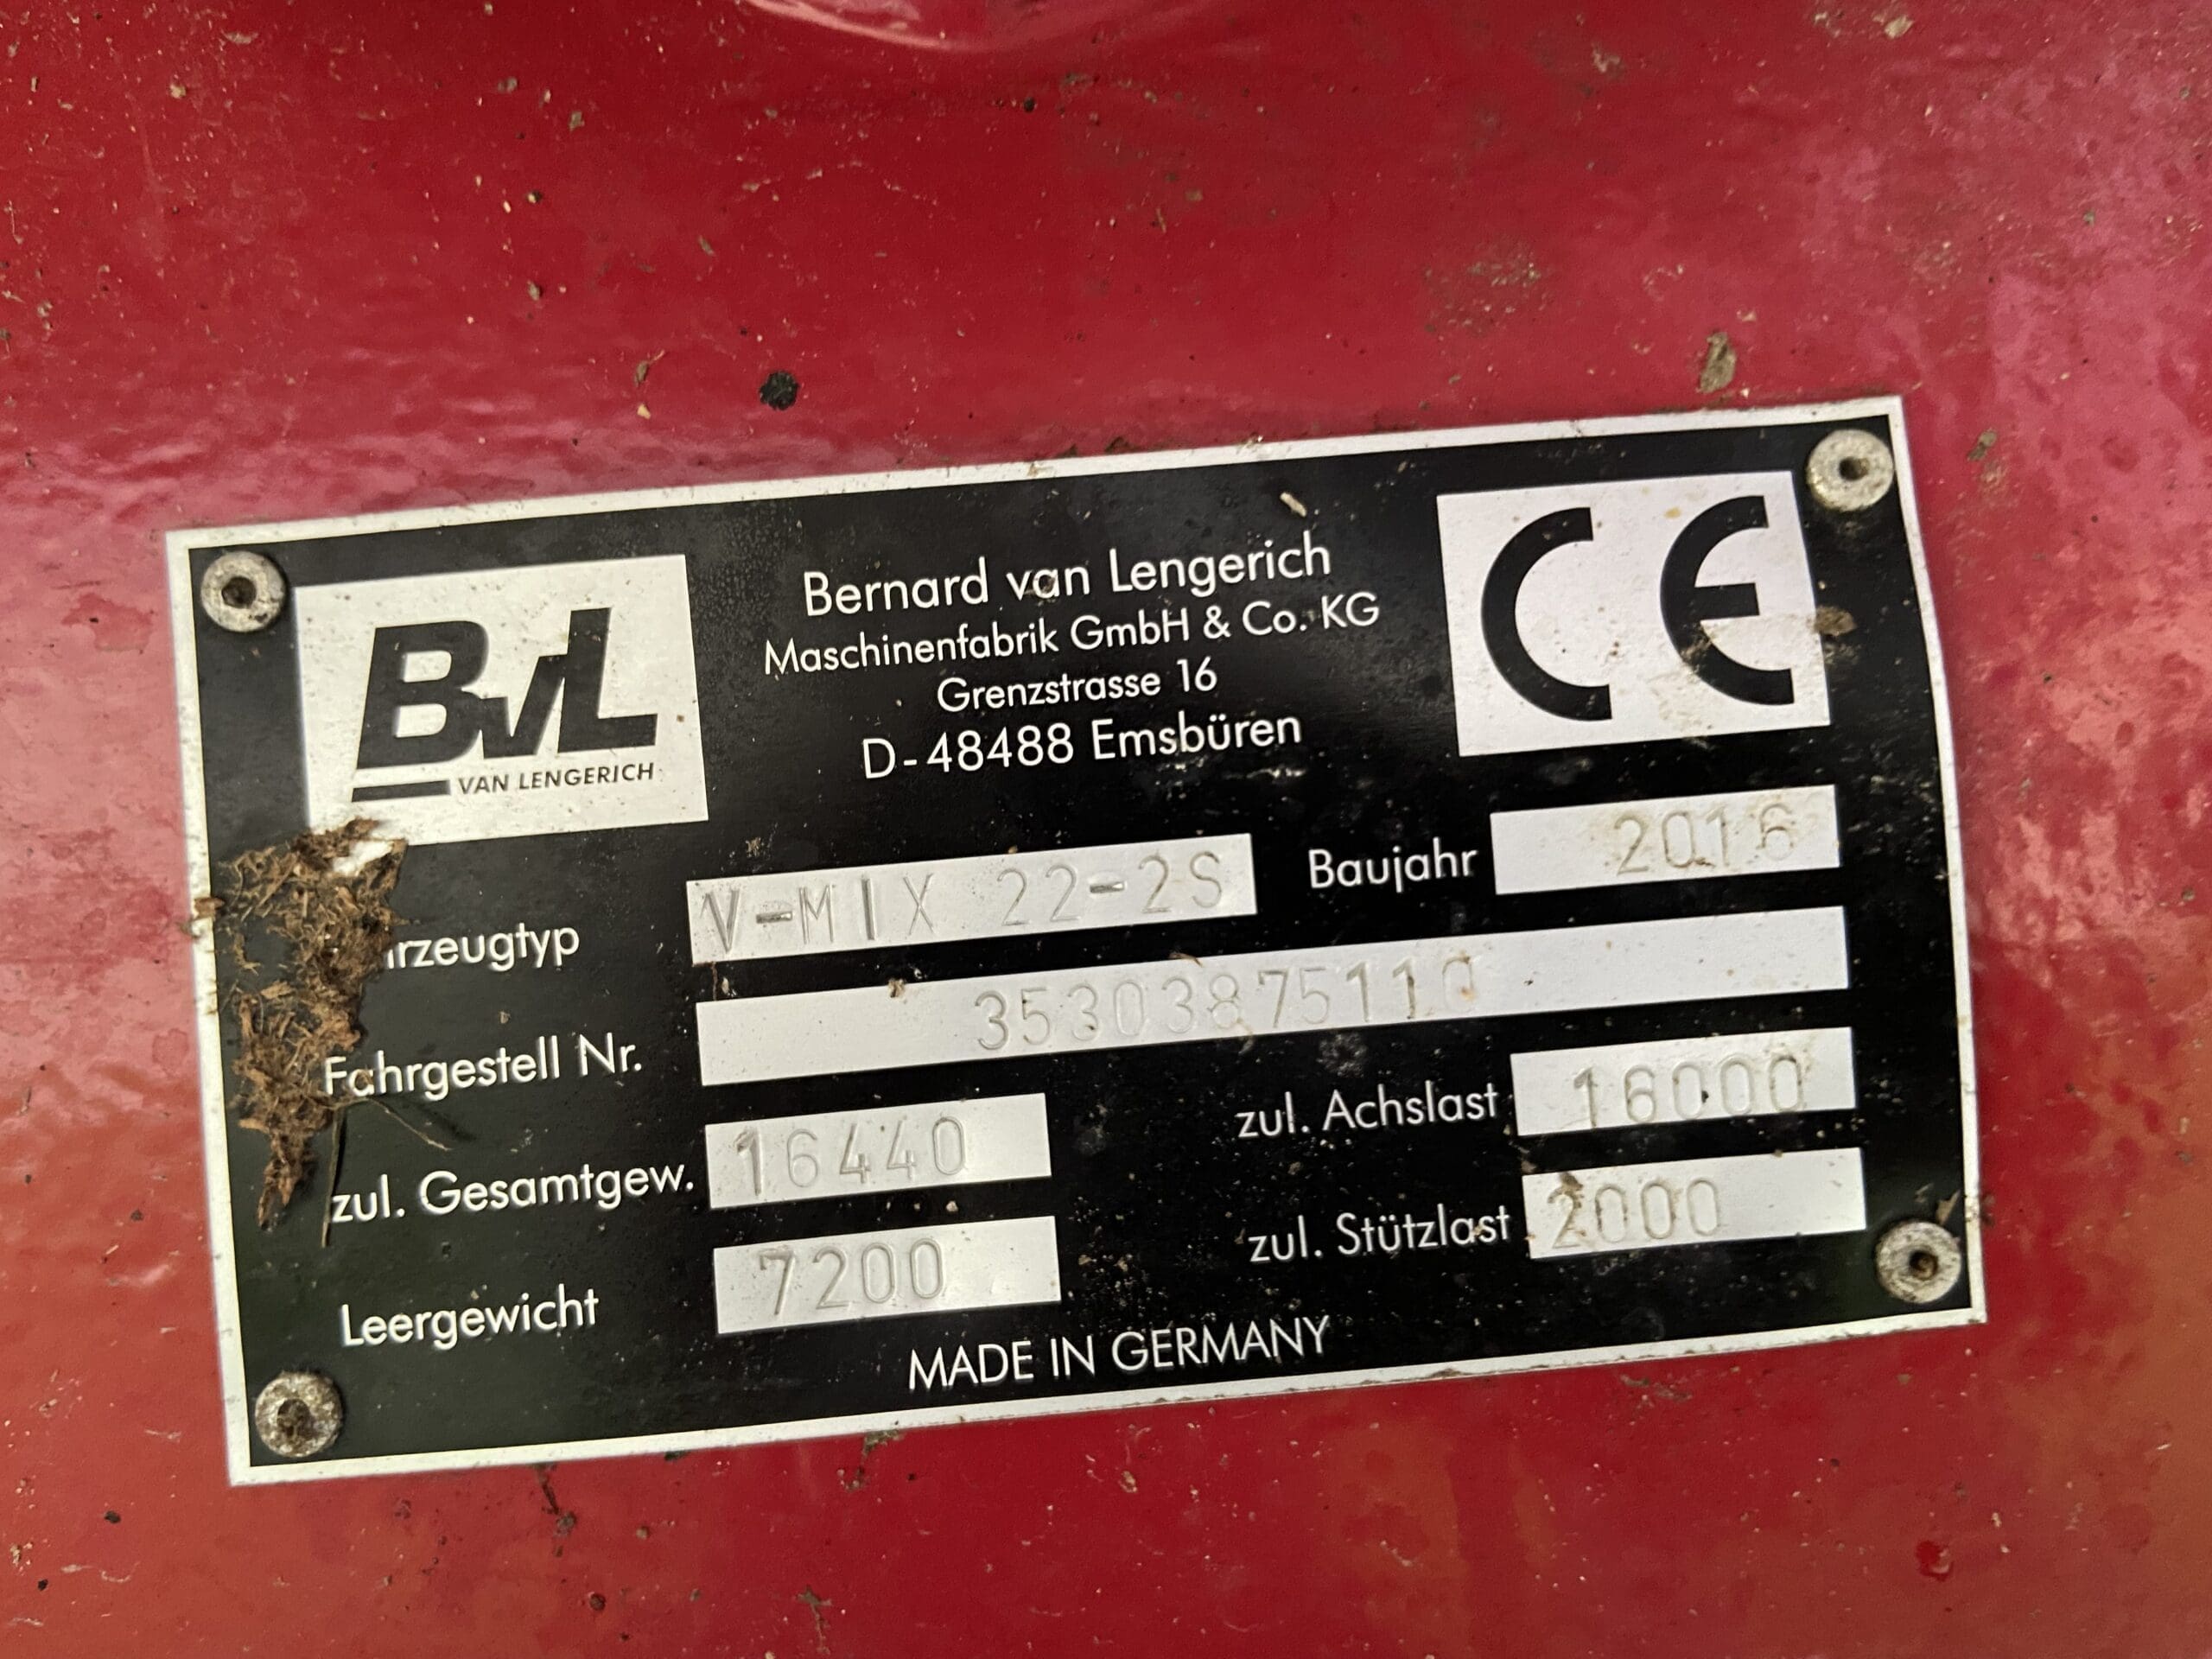 BvL
VAN LENGERICH
Bernard van Lengerich
Maschinenfabrik GmbH & Co. KG
Grenzstrasse 16
D-48488 Emsbüren
CE
rzeugtyp V-MIX 22-2S Baujahr 2016
Fahrgestell Nr. 35303875110
zul. Gesamtgew. 16440 zul. Achslast 16000
Leergewicht 7200 zul. Stützlast 2000
MADE IN GERMANY